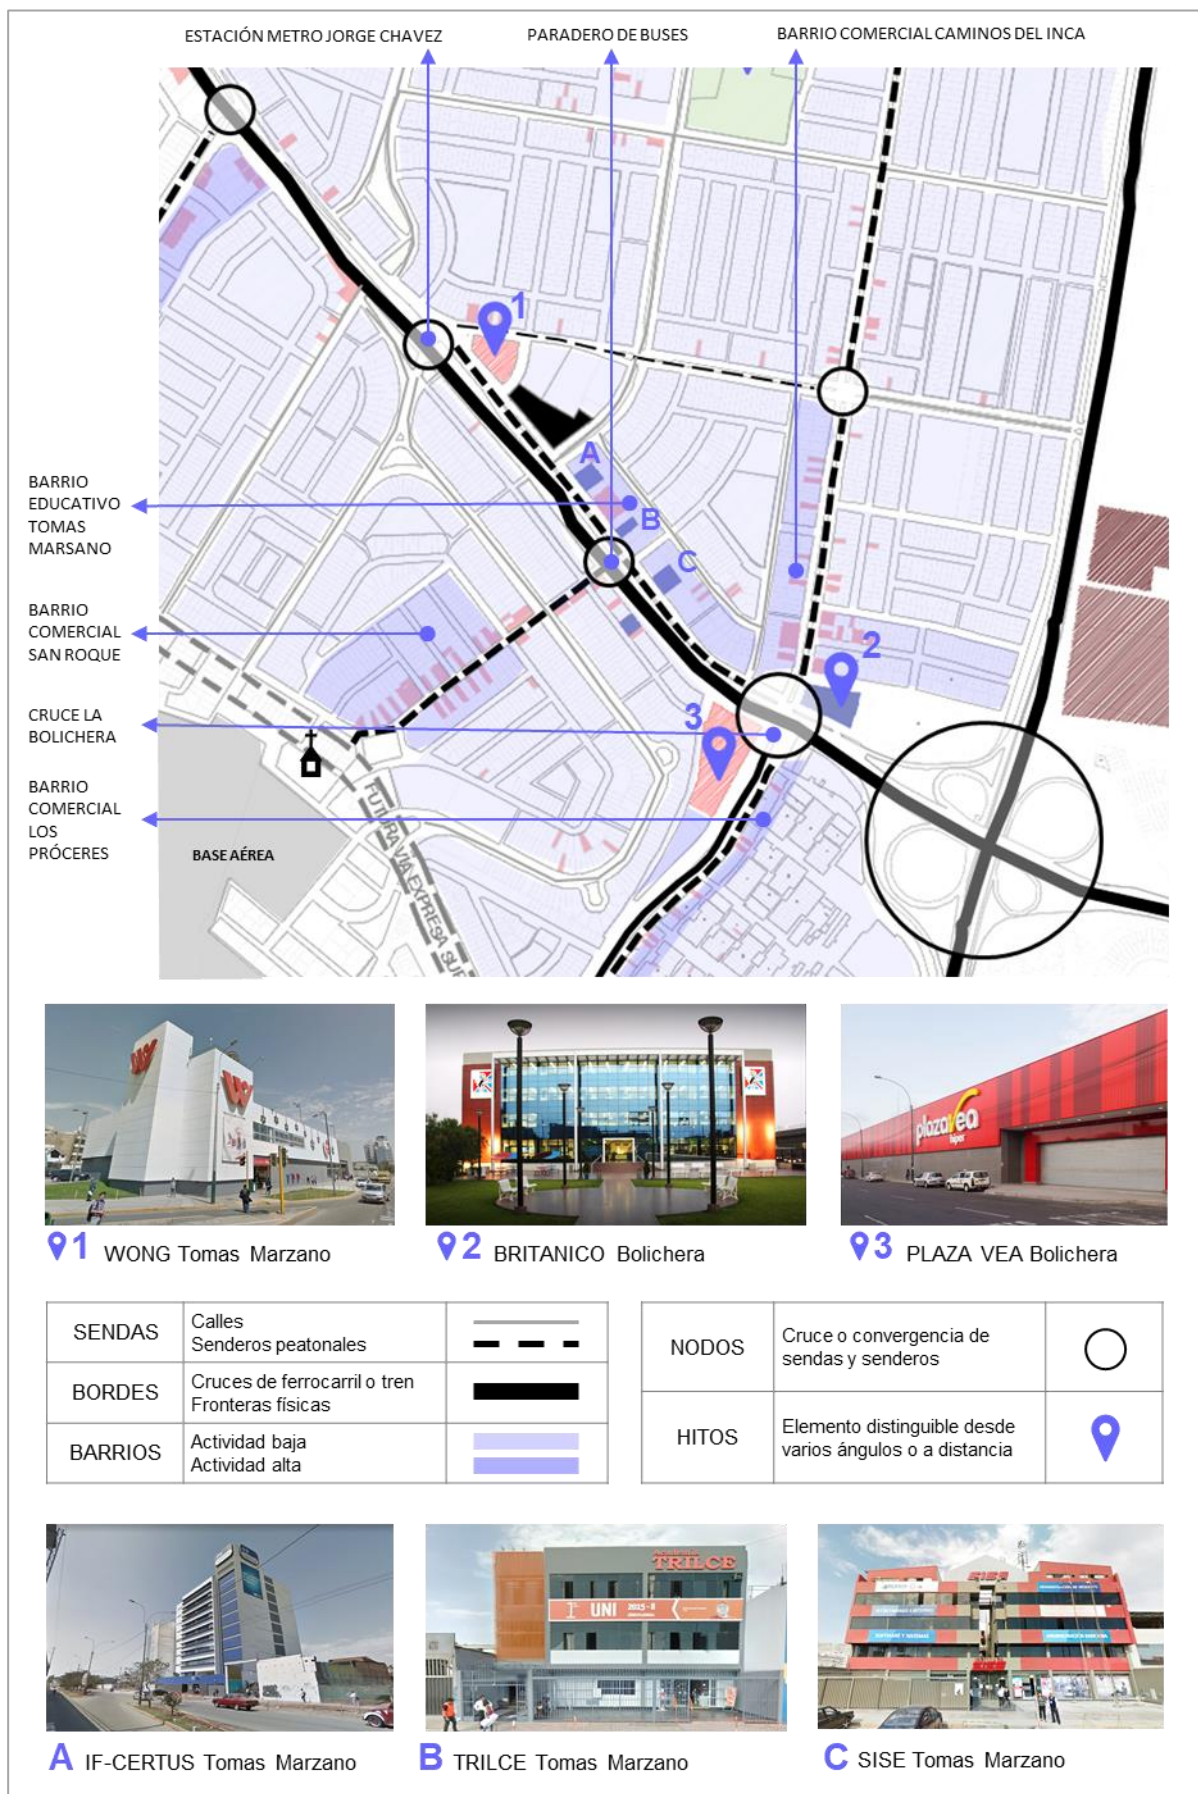 ESTACIÓN METRO JORGE CHAVEZ
PARADERO DE BUSES
BARRIO COMERCIAL CAMINOS DEL INCA
1
A
B
C
BARRIO
EDUCATIVO
TOMAS
MARSANO
BARRIO
COMERCIAL
SAN ROQUE
2
3
CRUCE LA
BOLICHERA
BARRIO
COMERCIAL
LOS
PRÓCERES
BASE AÉREA
FUTURA VIA EXPRESA SUR
plazaVea
hiper
1 WONG Tomas Marzano
2 BRITANICO Bolichera
3 PLAZA VEA Bolichera
SENDAS
Calles
Senderos peatonales
BORDES
Cruces de ferrocarril o tren
Fronteras físicas
BARRIOS
Actividad baja
Actividad alta
NODOS
Cruce o convergencia de
sendas y senderos
HITOS
Elemento distinguible desde
varios ángulos o a distancia
TRILCE
UNI 2015-II
SISE
A IF-CERTUS Tomas Marzano
B TRILCE Tomas Marzano
C SISE Tomas Marzano